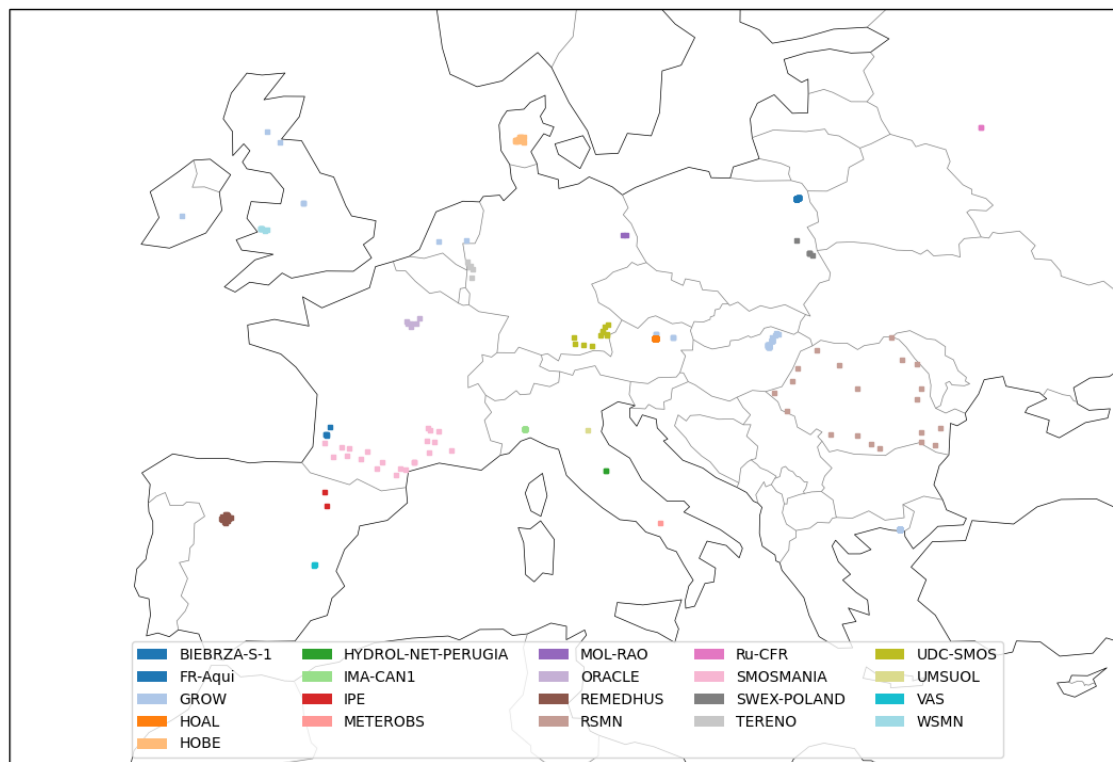 BIEBRZA-S-1
FR-Aqui
GROW
HOAL
HOBE
HYDROL-NET-PERUGIA
IMA-CAN1
IPE
METEROBS
MOL-RAO
ORACLE
REMEDHUS
RSMN
Ru-CFR
SMOSMANIA
SWEX-POLAND
TERENO
UDC-SMOS
UMSUOL
VAS
WSMN